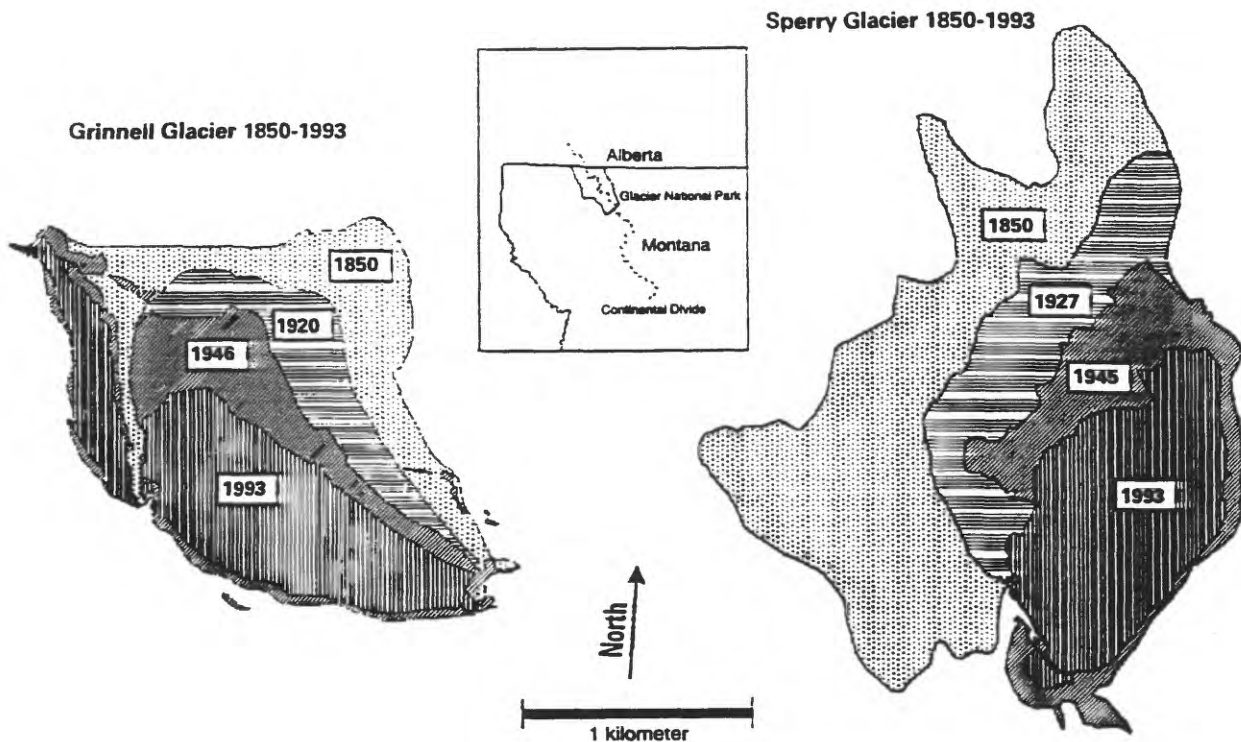 Sperry Glacier 1850-1993
Grinnell Glacier 1850-1993
Alberta
Glacier National Park
Montana
Continental Divide
1850
1920
1946
1993
1850
1927
1945
1993
North
1 kilometer